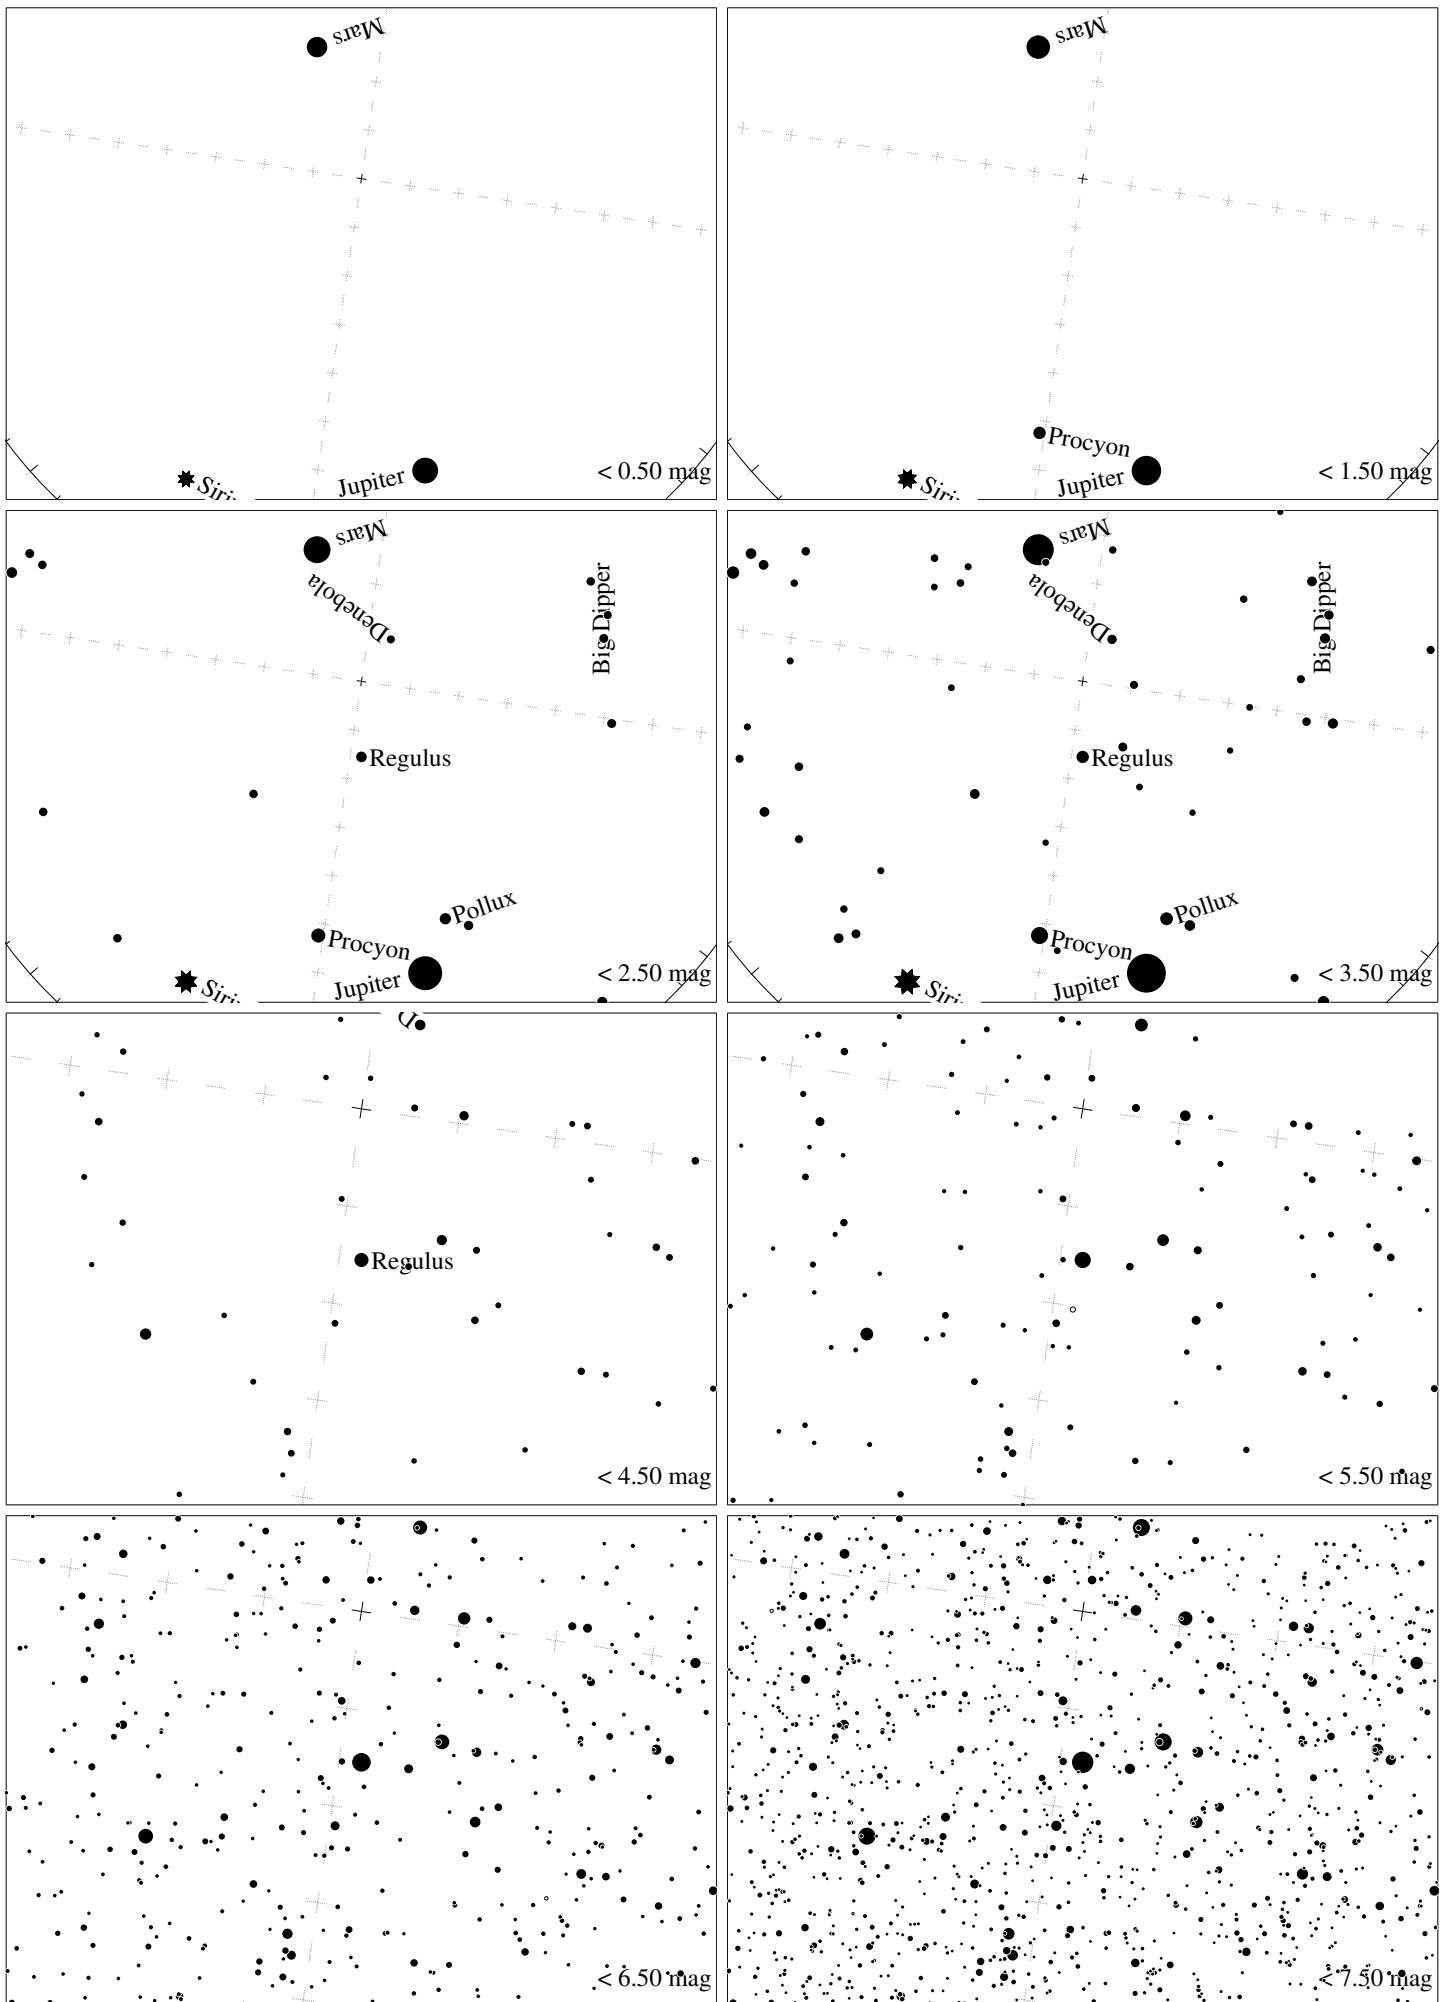 Mars
Siri
Jupiter
< 0.50 mag
Mars
Procyon
Siri
Jupiter
< 1.50 mag
Mars
Denebola
Big Dipper
Regulus
Pollux
Procyon
Siri
Jupiter
< 2.50 mag
Mars
Denebola
Big Dipper
Regulus
Pollux
Procyon
Siri
Jupiter
< 3.50 mag
D
Regulus
< 4.50 mag
< 5.50 mag
< 6.50 mag
< 7.50 mag